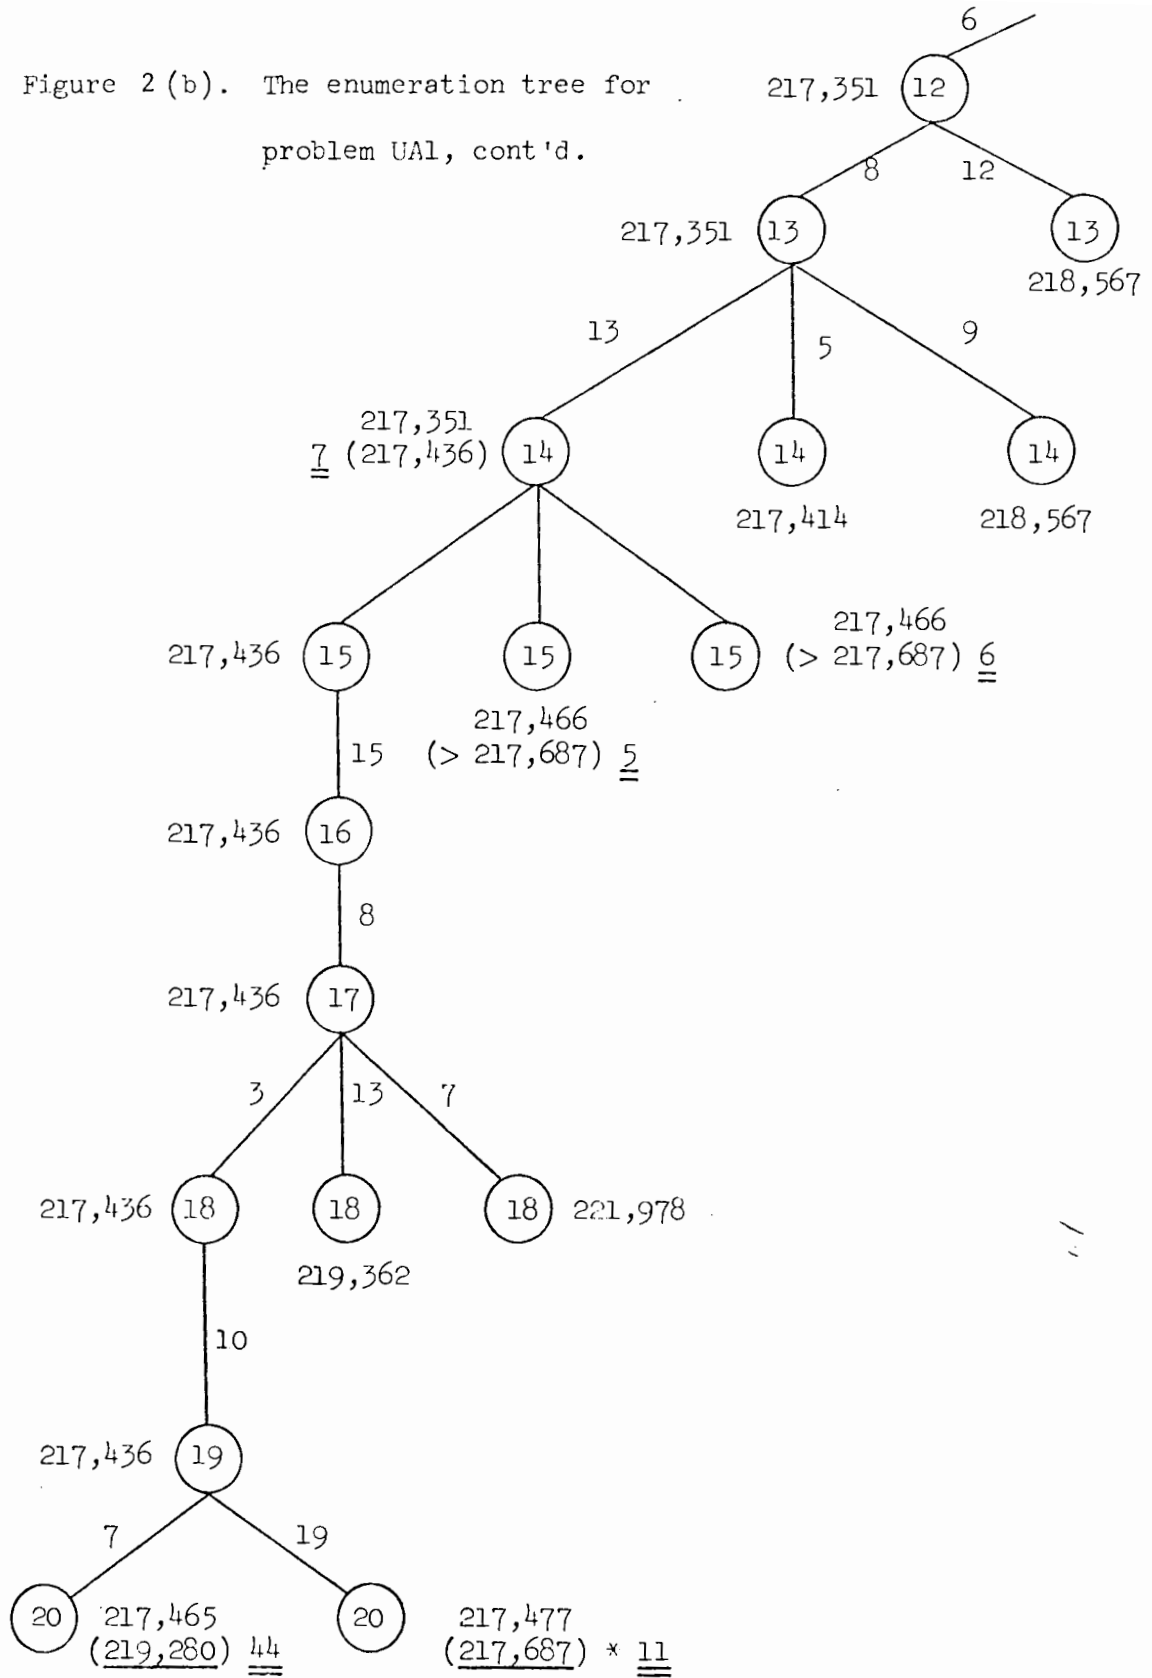 6
Figure 2 (b). The enumeration tree for
problem UA1, cont'd.
217,351 12
8 12
217,351 13 13
218,567
13 5 9
217,351
7 (217,436) 14 14 14
217,414 218,567
217,436 15 15 15 217,466
(> 217,687) 6
217,466
15 (> 217,687) 5
217,436 16
8
217,436 17
3 13 7
217,436 18 18 18 221,978
219,362
10
217,436 19
7 19
20 217,465 20 217,477
(219,280) 44 (217,687) * 11